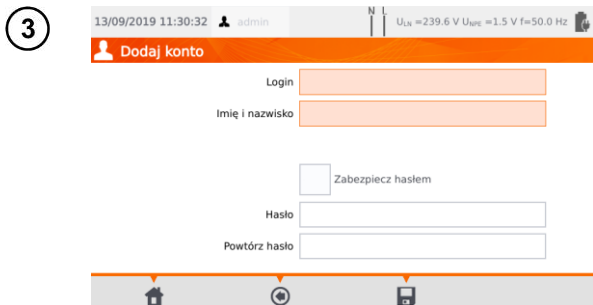 3
13/09/2019 11:30:32 admin N L ULN =239.6 V UNPE =1.5 V f=50.0 Hz
Dodaj konto
Login
Imię i nazwisko
Zabezpiecz hasłem
Hasło
Powtórz hasło